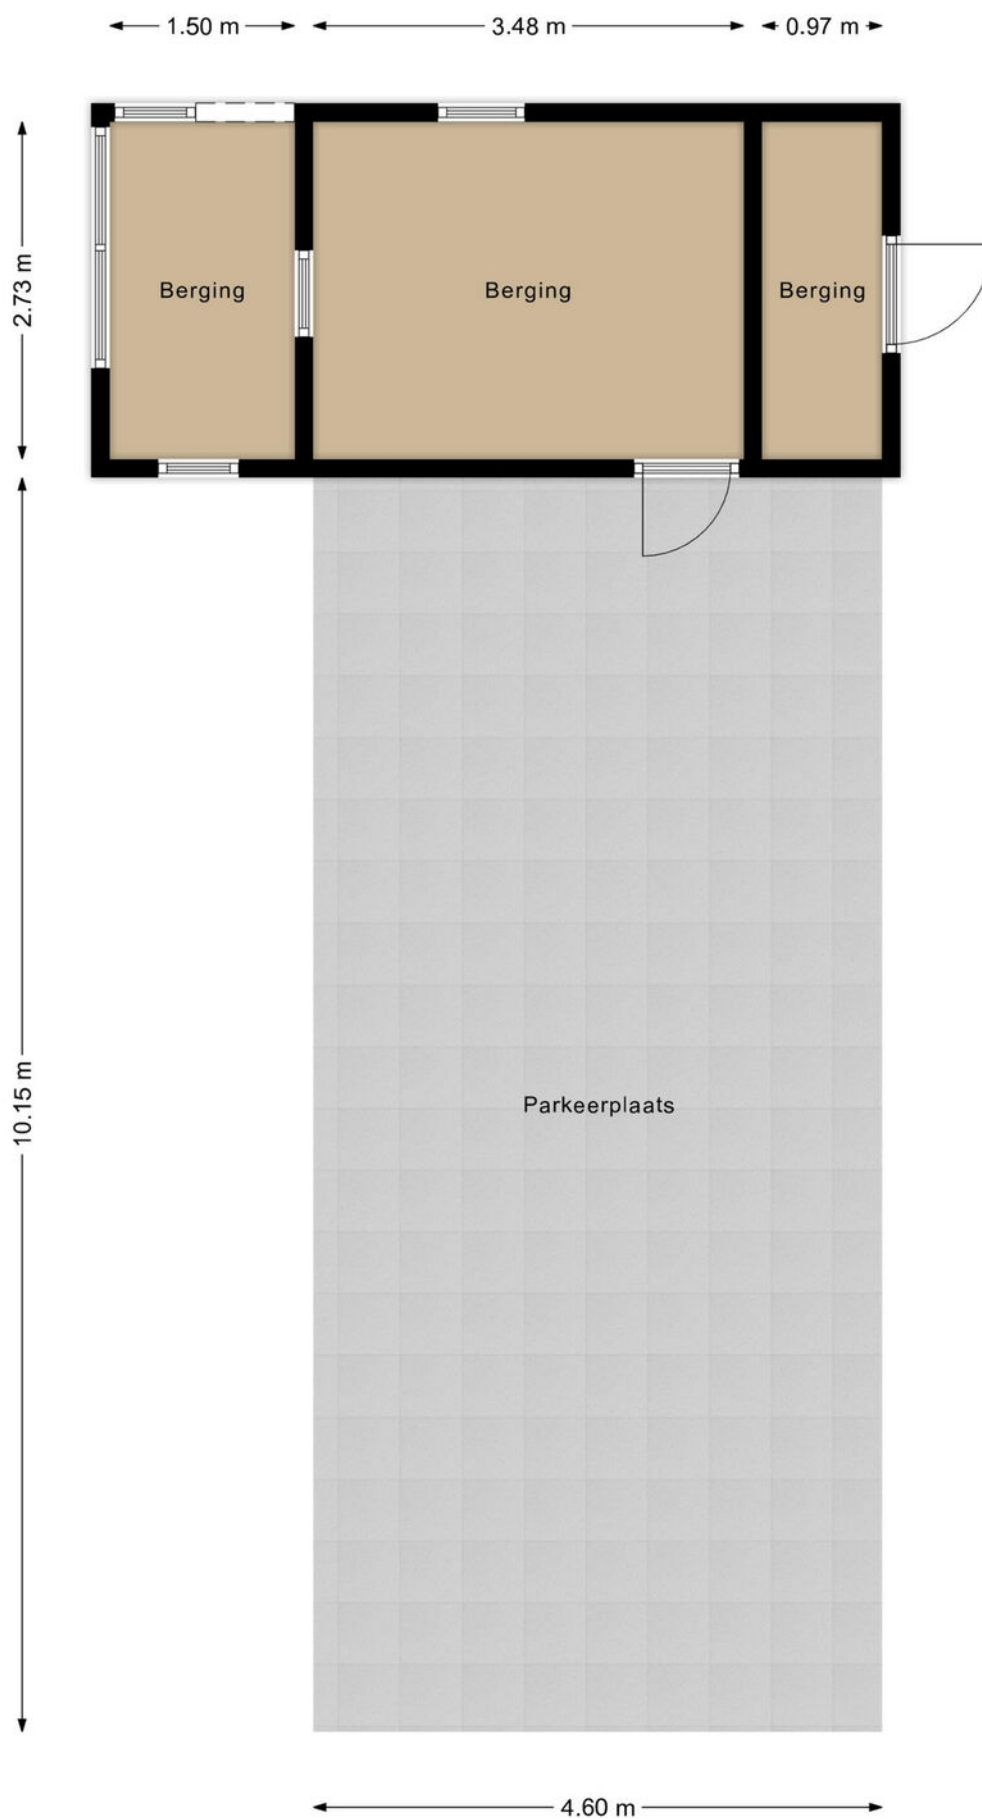 1.50 m
3.48 m
0.97 m
2.73 m
Berging
Berging
Berging
10.15 m
Parkeerplaats
4.60 m